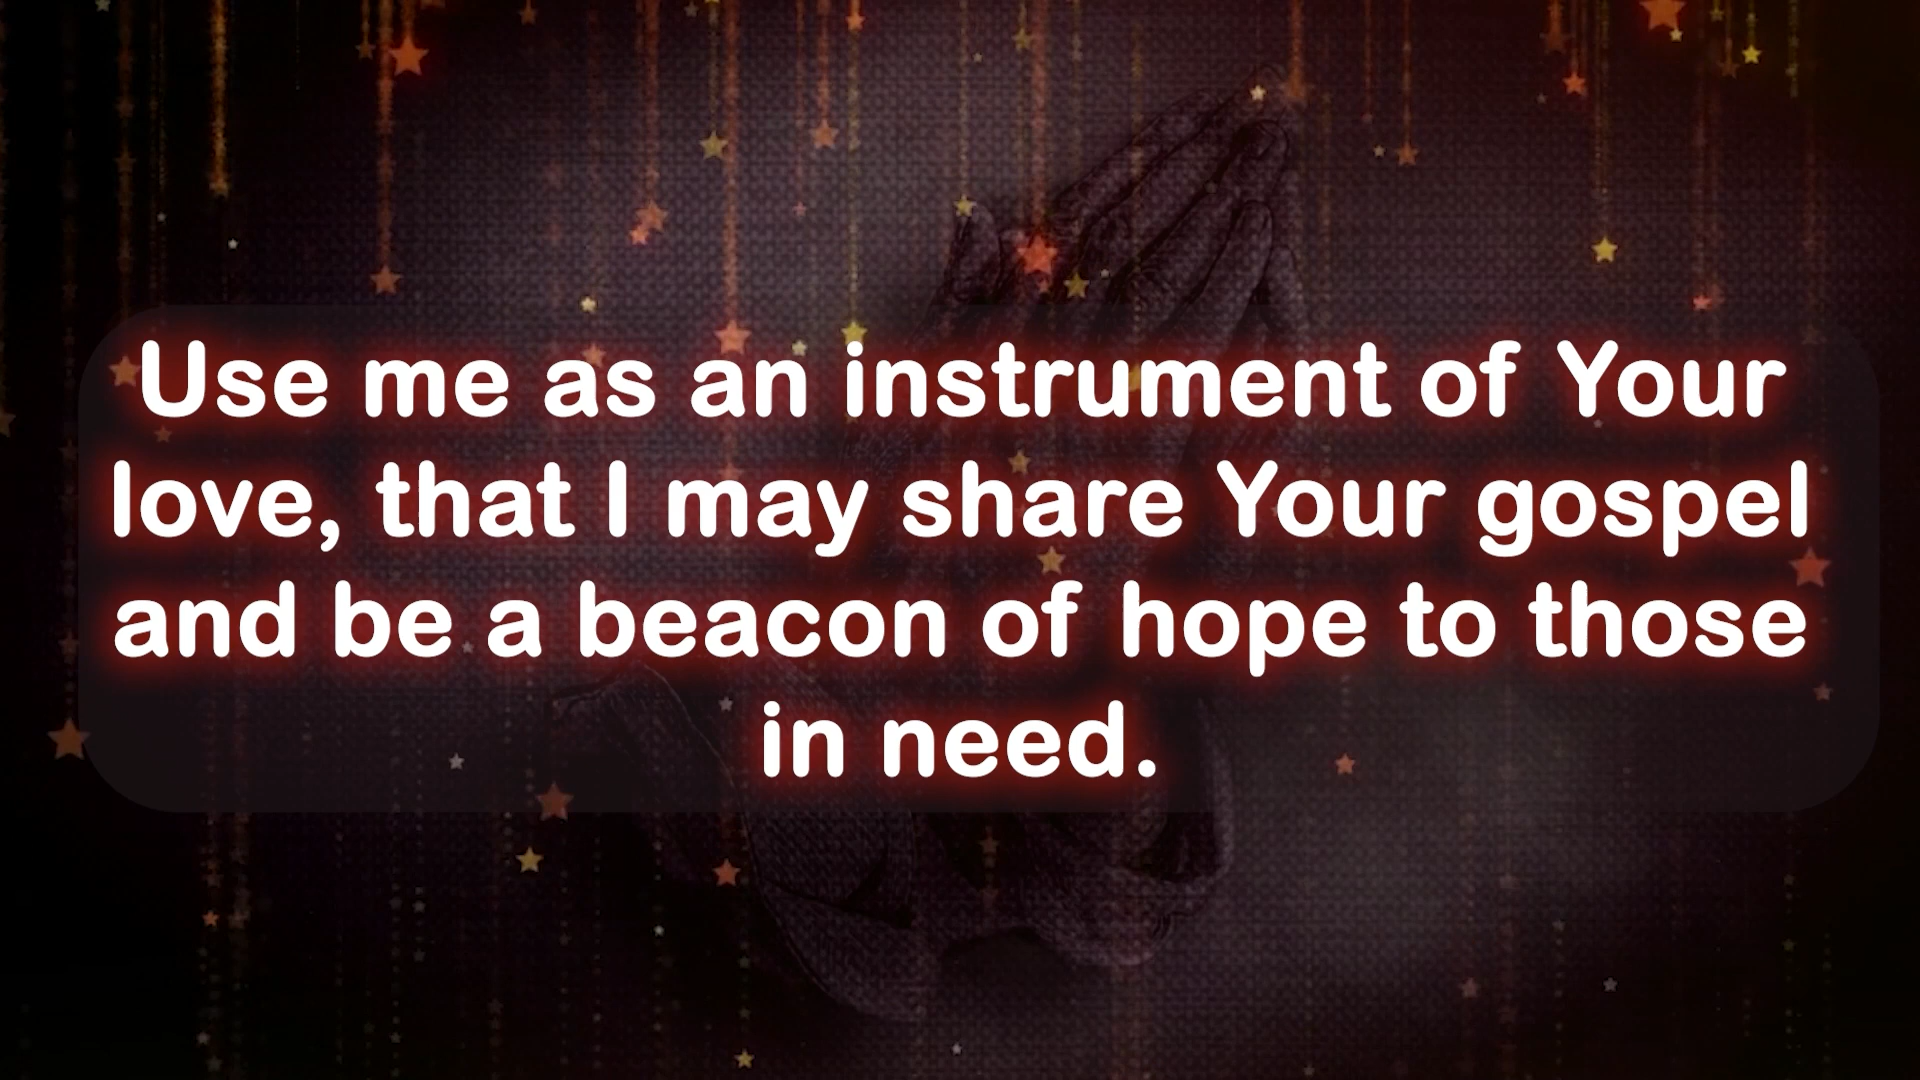 Use me as an instrument of Your
love, that I may share Your gospel
and be a beacon of hope to those
in need.